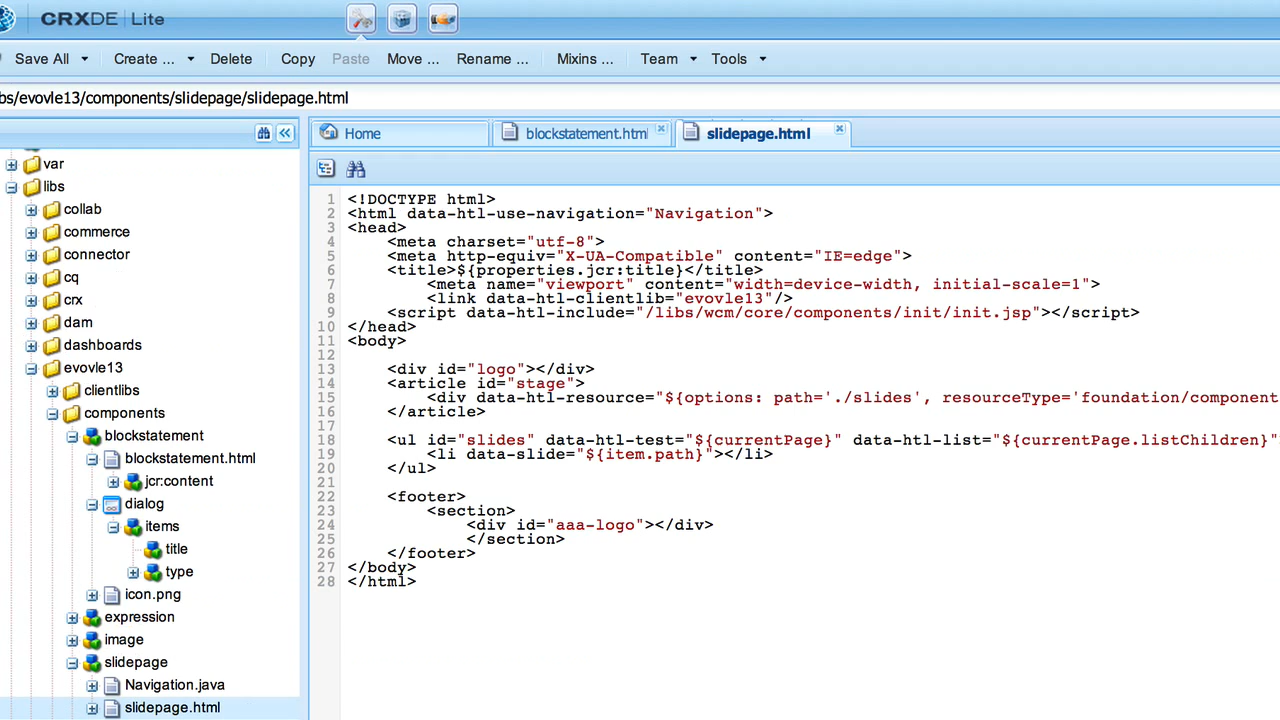 CRXDE | Lite
Save All Create ... Delete Copy Paste Move ... Rename ... Mixins ... Team Tools
bs/evovle13/components/slidepage/slidepage.html
Home blockstatement.html slidepage.html
var
libs
collab
commerce
connector
cq
crx
dam
dashboards
evovle13
clientlibs
components
blockstatement
blockstatement.html
jcr:content
dialog
items
title
type
icon.png
expression
image
slidepage
Navigation.java
slidepage.html
1 <!DOCTYPE html>
2 <html data-htl-use-navigation="Navigation">
3 <head>
4 <meta charset="utf-8">
5 <meta http-equiv="X-UA-Compatible" content="IE=edge">
6 <title>${properties.jcr:title}</title>
7 <meta name="viewport" content="width=device-width, initial-scale=1">
8 <link data-htl-clientlib="evovle13"/>
9 <script data-htl-include="/libs/wcm/core/components/init/init.jsp"></script>
10 </head>
11 <body>
12
13 <div id="logo"></div>
14 <article id="stage">
15 <div data-htl-resource="${options: path='./slides', resourceType='foundation/component
16 </article>
17
18 <ul id="slides" data-htl-test="${currentPage}" data-htl-list="${currentPage.listChildren}"
19 <li data-slide="${item.path}"></li>
20 </ul>
21
22 <footer>
23 <section>
24 <div id="aaa-logo"></div>
25 </section>
26 </footer>
27 </body>
28 </html>